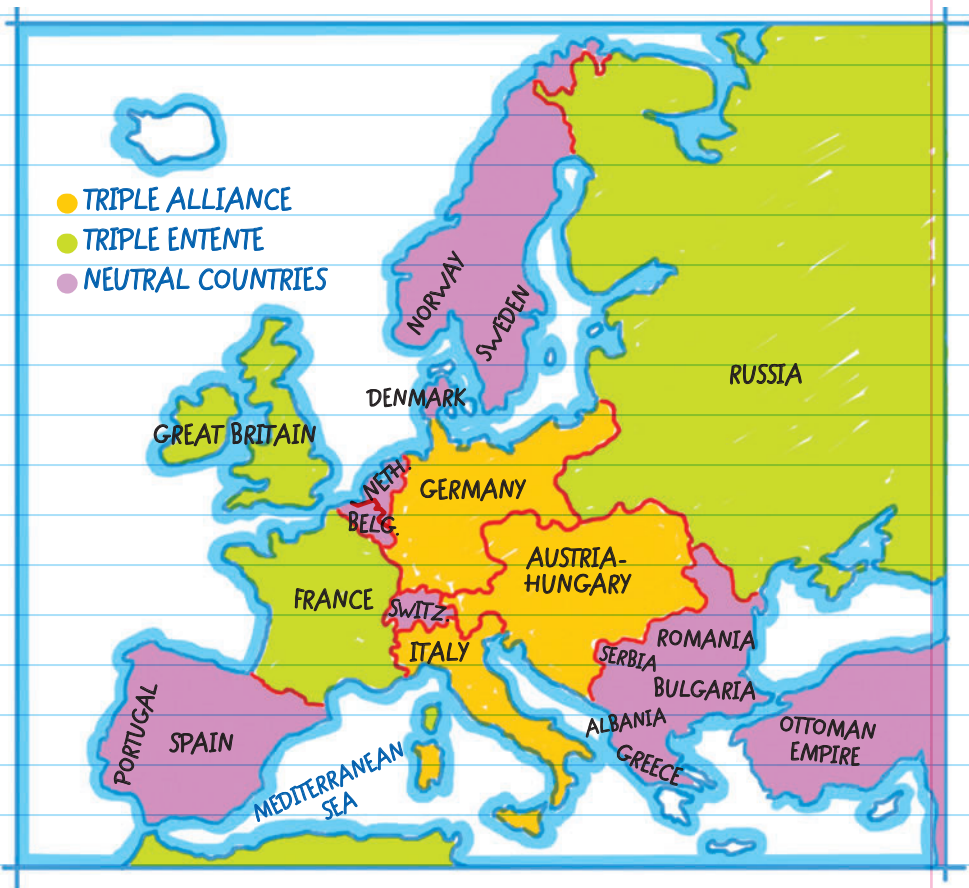 TRIPLE ALLIANCE
TRIPLE ENTENTE
NEUTRAL COUNTRIES
NORWAY
SWEDEN
RUSSIA
DENMARK
GREAT BRITAIN
NETH.
GERMANY
BELG.
AUSTRIA-
HUNGARY
FRANCE
SWITZ.
ITALY
ROMANIA
SERBIA
BULGARIA
PORTUGAL
SPAIN
ALBANIA
OTTOMAN
EMPIRE
GREECE
MEDITERRANEAN
SEA